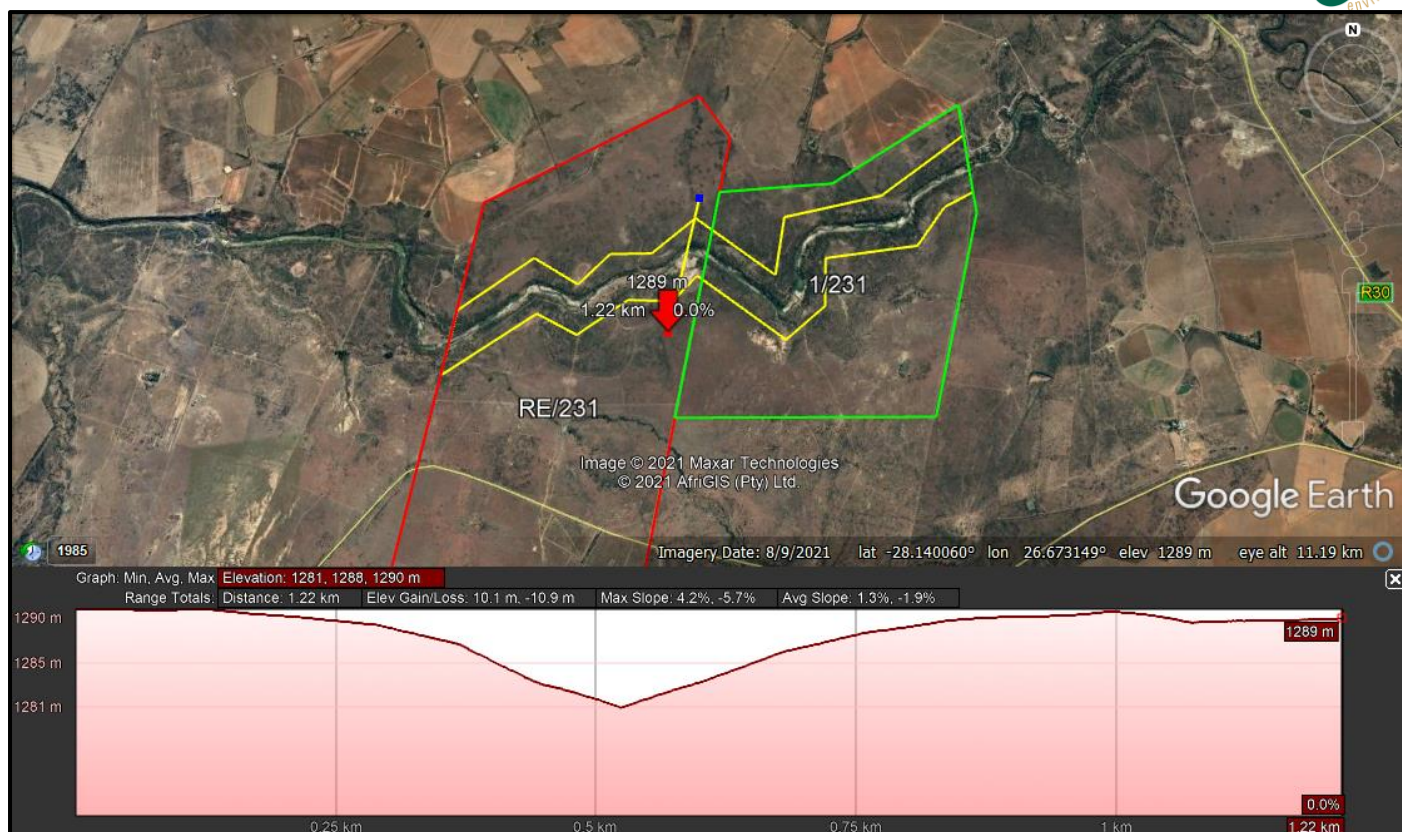 N
1289 m
1.22 km 0.0%
1/231
R30
RE/231
Image © 2021 Maxar Technologies
© 2021 AfriGIS (Pty) Ltd.
Google Earth
1985
Imagery Date: 8/9/2021 lat -28.140060° lon 26.673149° elev 1289 m eye alt 11.19 km
Graph: Min, Avg, Max Elevation: 1281, 1288, 1290 m
Range Totals: Distance: 1.22 km Elev Gain/Loss: 10.1 m, -10.9 m Max Slope: 4.2%, -5.7% Avg Slope: 1.3%, -1.9%
1290 m
1289 m
1285 m
1281 m
0.0%
0.25 km 0.5 km 0.75 km 1 km 1.22 km